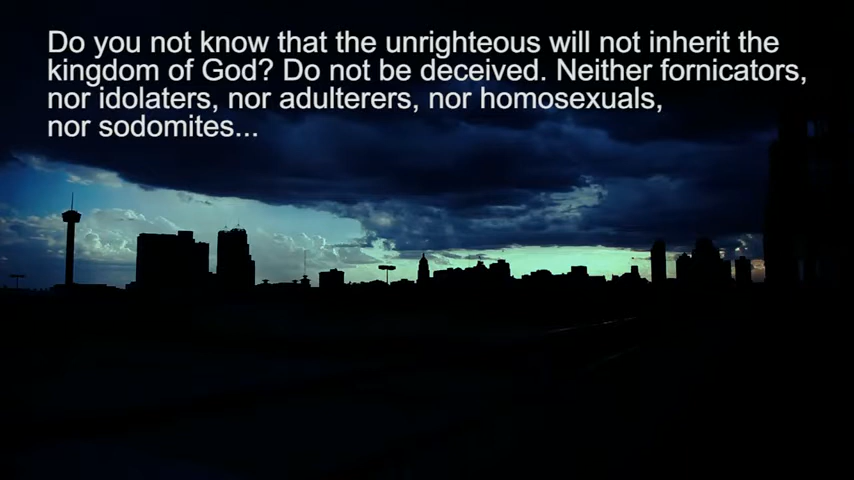 Do you not know that the unrighteous will not inherit the
kingdom of God? Do not be deceived. Neither fornicators,
nor idolaters, nor adulterers, nor homosexuals,
nor sodomites...